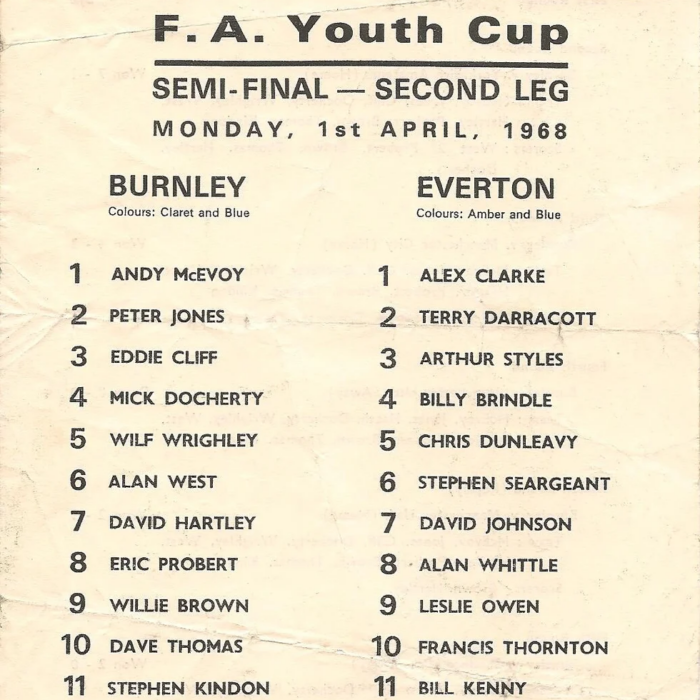 F. A. Youth Cup
SEMI-FINAL — SECOND LEG
MONDAY, 1st APRIL, 1968
BURNLEY
Colours: Claret and Blue
1 ANDY McEVOY
2 PETER JONES
3 EDDIE CLIFF
4 MICK DOCHERTY
5 WILF WRIGHLEY
6 ALAN WEST
7 DAVID HARTLEY
8 ERIC PROBERT
9 WILLIE BROWN
10 DAVE THOMAS
11 STEPHEN KINDON
EVERTON
Colours: Amber and Blue
1 ALEX CLARKE
2 TERRY DARRACOTT
3 ARTHUR STYLES
4 BILLY BRINDLE
5 CHRIS DUNLEAVY
6 STEPHEN SEARGEANT
7 DAVID JOHNSON
8 ALAN WHITTLE
9 LESLIE OWEN
10 FRANCIS THORNTON
11 BILL KENNY